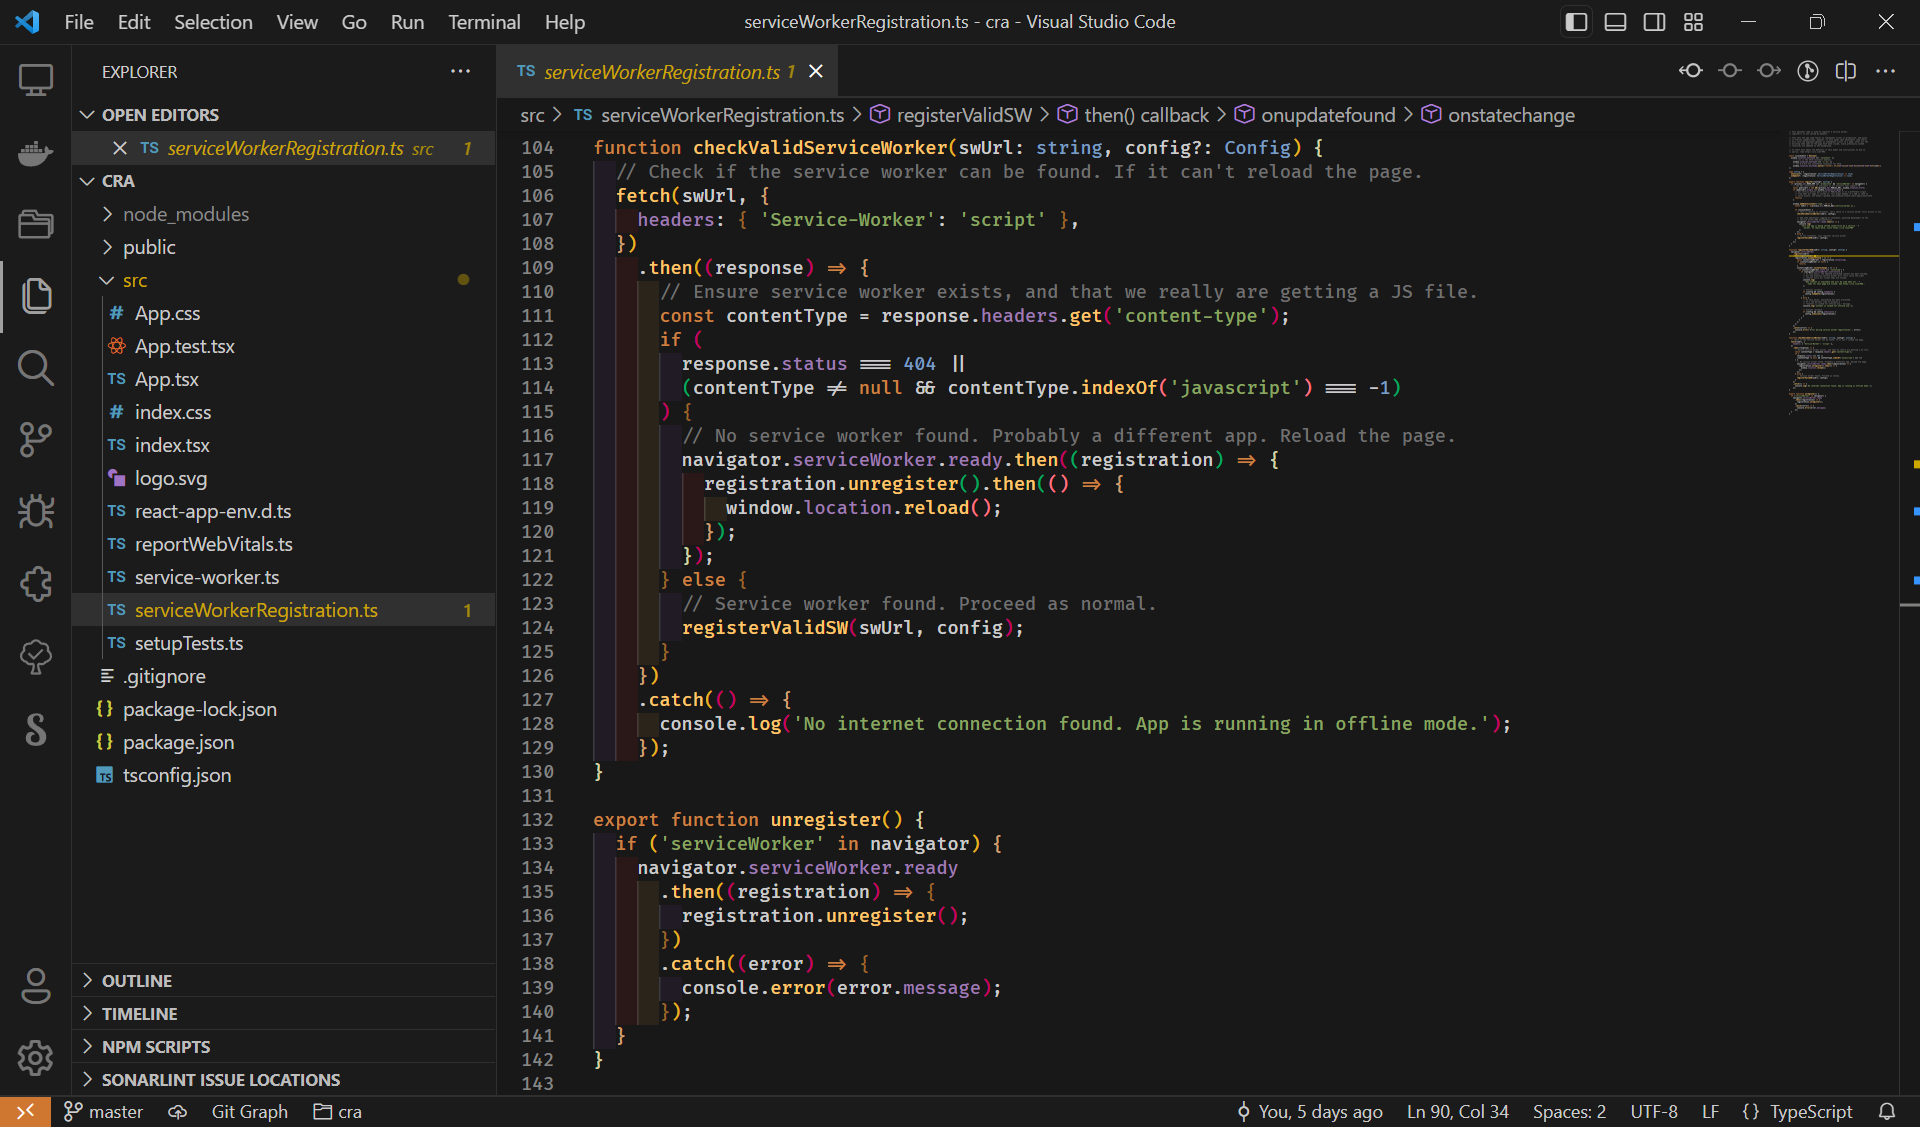 File Edit Selection View Go Run Terminal Help
serviceWorkerRegistration.ts - cra - Visual Studio Code
EXPLORER
TS serviceWorkerRegistration.ts 1
OPEN EDITORS
TS serviceWorkerRegistration.ts src 1
CRA
node_modules
public
src
# App.css
App.test.tsx
TS App.tsx
# index.css
TS index.tsx
logo.svg
TS react-app-env.d.ts
TS reportWebVitals.ts
TS service-worker.ts
TS serviceWorkerRegistration.ts 1
TS setupTests.ts
.gitignore
{} package-lock.json
{} package.json
TS tsconfig.json
OUTLINE
TIMELINE
NPM SCRIPTS
SONARLINT ISSUE LOCATIONS
src > TS serviceWorkerRegistration.ts > registerValidSW > then() callback > onupdatefound > onstatechange
104 function checkValidServiceWorker(swUrl: string, config?: Config) {
105 // Check if the service worker can be found. If it can't reload the page.
106 fetch(swUrl, {
107 headers: { 'Service-Worker': 'script' },
108 })
109 .then((response) => {
110 // Ensure service worker exists, and that we really are getting a JS file.
111 const contentType = response.headers.get('content-type');
112 if (
113 response.status === 404 ||
114 (contentType != null && contentType.indexOf('javascript') === -1)
115 ) {
116 // No service worker found. Probably a different app. Reload the page.
117 navigator.serviceWorker.ready.then((registration) => {
118 registration.unregister().then(() => {
119 window.location.reload();
120 });
121 });
122 } else {
123 // Service worker found. Proceed as normal.
124 registerValidSW(swUrl, config);
125 }
126 })
127 .catch(() => {
128 console.log('No internet connection found. App is running in offline mode.');
129 });
130 }
131
132 export function unregister() {
133 if ('serviceWorker' in navigator) {
134 navigator.serviceWorker.ready
135 .then((registration) => {
136 registration.unregister();
137 })
138 .catch((error) => {
139 console.error(error.message);
140 });
141 }
142 }
143
master Git Graph cra You, 5 days ago Ln 90, Col 34 Spaces: 2 UTF-8 LF {} TypeScript